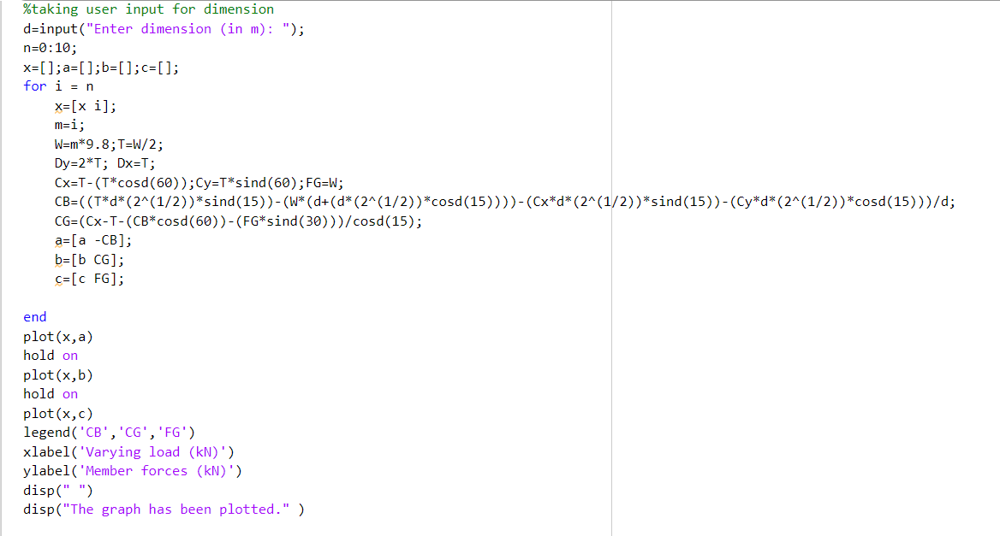 %taking user input for dimension
d=input("Enter dimension (in m): ");
n=0:10;
x=[];a=[];b=[];c=[];
for i = n
x=[x i];
m=i;
W=m*9.8;T=W/2;
Dy=2*T; Dx=T;
Cx=T-(T*cosd(60));Cy=T*sind(60);FG=W;
CB=((T*d*(2^(1/2))*sind(15))-(W*(d+(d*(2^(1/2))*cosd(15))))-(Cx*d*(2^(1/2))*sind(15))-(Cy*d*(2^(1/2))*cosd(15)))/d;
CG=(Cx-T-(CB*cosd(60))-(FG*sind(30)))/cosd(15);
a=[a -CB];
b=[b CG];
c=[c FG];
end
plot(x,a)
hold on
plot(x,b)
hold on
plot(x,c)
legend('CB','CG','FG')
xlabel('Varying load (kN)')
ylabel('Member forces (kN)')
disp(" ")
disp("The graph has been plotted." )